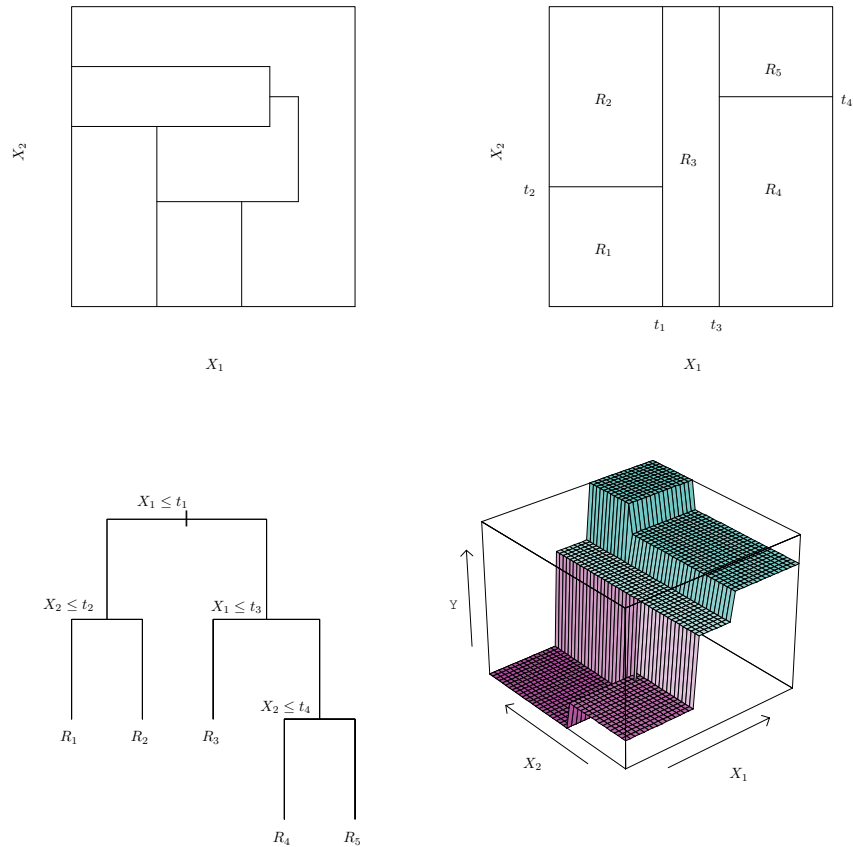 X₂
X₁
R₅
R₂
t₄
X₂
R₃
t₂
R₄
R₁
t₁ t₃
X₁
X₁ ≤ t₁
X₂ ≤ t₂ X₁ ≤ t₃
X₂ ≤ t₄
R₁ R₂ R₃
R₄ R₅
Y
X₂
X₁